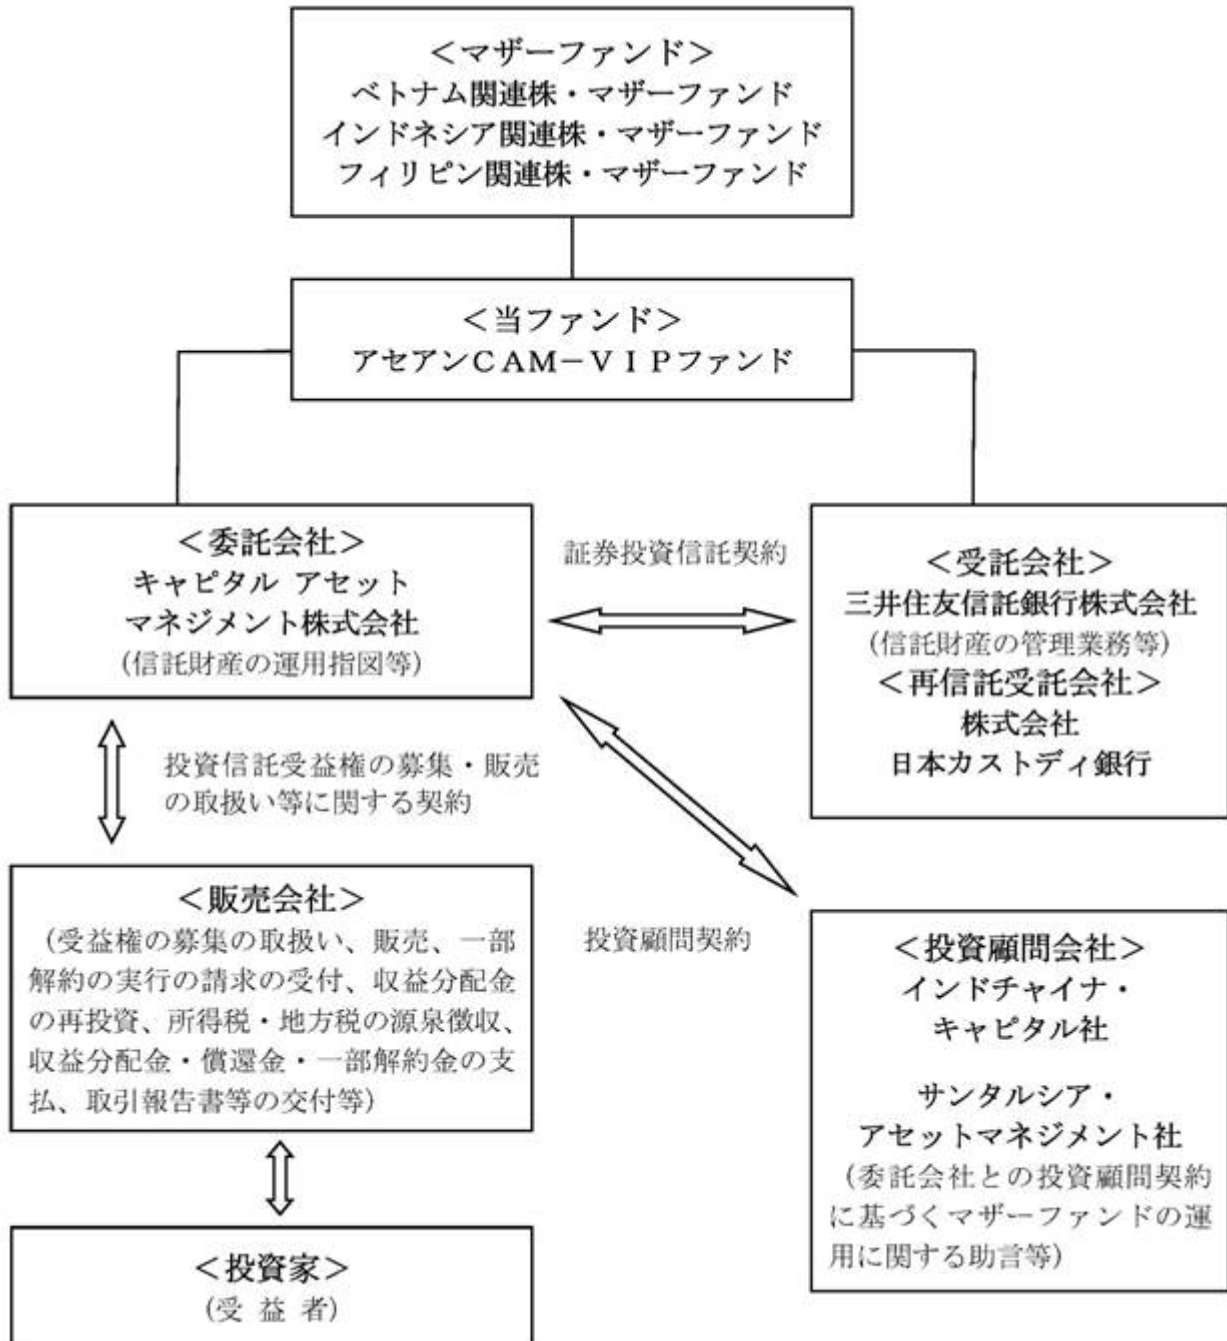 ＜マザーファンド＞
ベトナム関連株・マザーファンド
インドネシア関連株・マザーファンド
フィリピン関連株・マザーファンド
＜当ファンド＞
アセアンCAM－ＶＩＰファンド
＜委託会社＞
キャピタル アセット
マネジメント株式会社
(信託財産の運用指図等)
証券投資信託契約
＜受託会社＞
三井住友信託銀行株式会社
(信託財産の管理業務等)
＜再信託受託会社＞
株式会社
日本カストディ銀行
投資信託受益権の募集・販売
の取扱い等に関する契約
＜販売会社＞
（受益権の募集の取扱い、販売、一部
解約の実行の請求の受付、収益分配金
の再投資、所得税・地方税の源泉徴収、
収益分配金・償還金・一部解約金の支
払、取引報告書等の交付等）
投資顧問契約
＜投資顧問会社＞
インドチャイナ・
キャピタル社
サンタルシア・
アセットマネジメント社
（委託会社との投資顧問契約
に基づくマザーファンドの運
用に関する助言等）
＜投資家＞
(受 益 者)